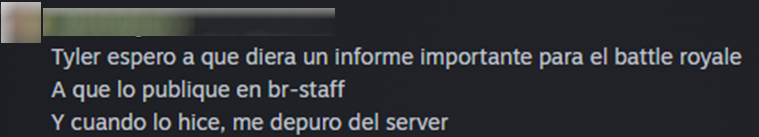 Tyler espero a que diera un informe importante para el battle royale
A que lo publique en br-staff
Y cuando lo hice, me depuro del server